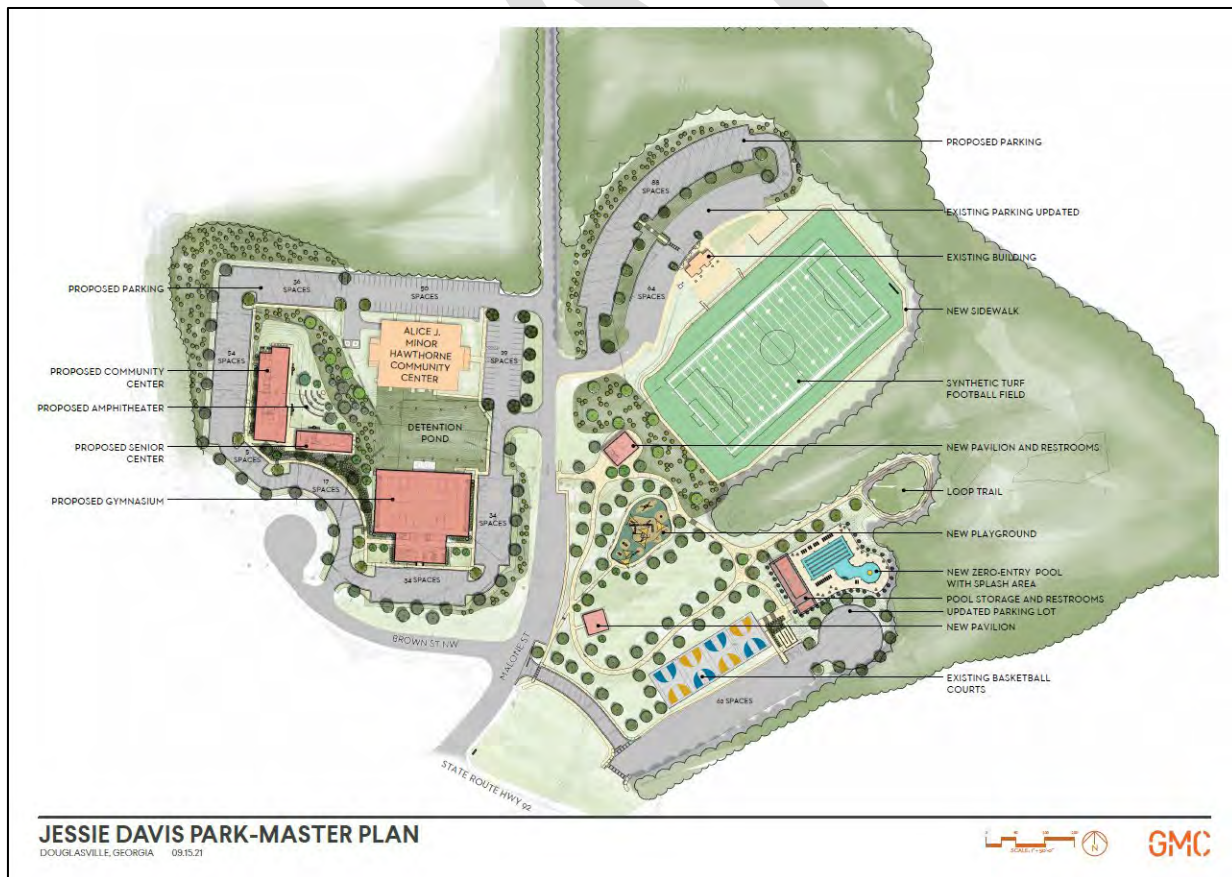 PROPOSED PARKING
88
SPACES
EXISTING PARKING UPDATED
EXISTING BUILDING
64
SPACES
NEW SIDEWALK
SYNTHETIC TURF
FOOTBALL FIELD
PROPOSED PARKING
SPACES
50
SPACES
54
SPACES
ALICE J.
MINOR
HAWTHORNE
COMMUNITY
CENTER
SPACES
PROPOSED COMMUNITY
CENTER
PROPOSED AMPHITHEATER
DETENTION
POND
PROPOSED SENIOR
CENTER
SPACES
17
SPACES
PROPOSED GYMNASIUM
34
SPACES
54 SPACES
NEW PAVILION AND RESTROOMS
LOOP TRAIL
NEW PLAYGROUND
NEW ZERO-ENTRY POOL
WITH SPLASH AREA
POOL STORAGE AND RESTROOMS
UPDATED PARKING LOT
NEW PAVILION
EXISTING BASKETBALL
COURTS
SPACES
BROWN ST NW
MALONE ST
STATE ROUTE HWY 92
JESSIE DAVIS PARK-MASTER PLAN
DOUGLASVILLE, GEORGIA 09.15.21
N
GMC